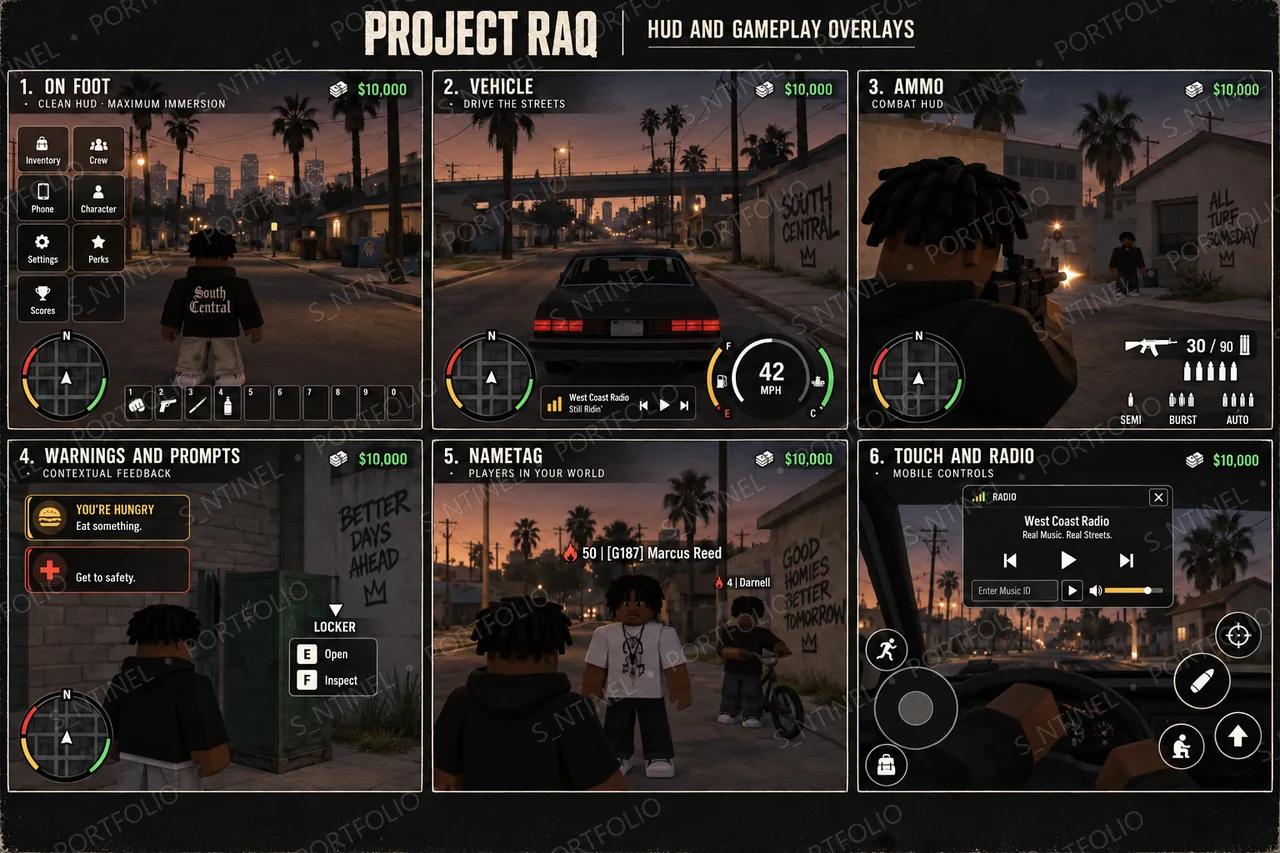 PROJECT RAQ
HUD AND GAMEPLAY OVERLAYS
1. ON FOOT
• CLEAN HUD · MAXIMUM IMMERSION
$10,000
Inventory
Crew
Phone
Character
Settings
Perks
Scores
South
Central
N
1 2 3 4 5 6 7 8 9 0
2. VEHICLE
• DRIVE THE STREETS
$10,000
SOUTH
CENTRAL
N
West Coast Radio
Still Ridin'
F
E
42
MPH
C
3. AMMO
COMBAT HUD
$10,000
ALL
TURF
SOMEDAY
N
30 / 90
SEMI
BURST
AUTO
4. WARNINGS AND PROMPTS
• CONTEXTUAL FEEDBACK
$10,000
YOU'RE HUNGRY
Eat something.
Get to safety.
BETTER
DAYS
AHEAD
LOCKER
E Open
F Inspect
N
5. NAMETAG
• PLAYERS IN YOUR WORLD
$10,000
50 | [G187] Marcus Reed
4 | Darnell
GOOD
HOMIES
BETTER
TOMORROW
6. TOUCH AND RADIO
• MOBILE CONTROLS
$10,000
RADIO
West Coast Radio
Real Music. Real Streets.
Enter Music ID
S_NTINEL • PORTFOLIO